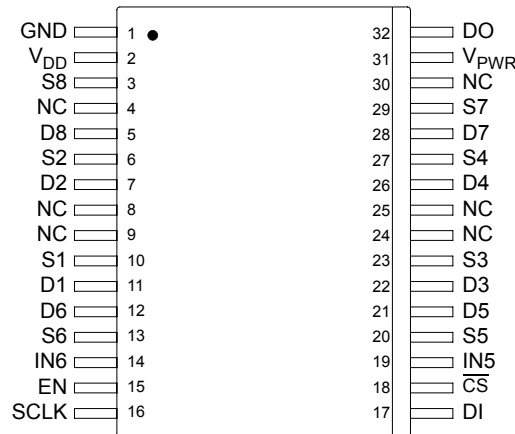 GND 1 32 DO
VDD 2 31 VPWR
S8 3 30 NC
NC 4 29 S7
D8 5 28 D7
S2 6 27 S4
D2 7 26 D4
NC 8 25 NC
NC 9 24 NC
S1 10 23 S3
D1 11 22 D3
D6 12 21 D5
S6 13 20 S5
IN6 14 19 IN5
EN 15 18 C̅S̅
SCLK 16 17 DI